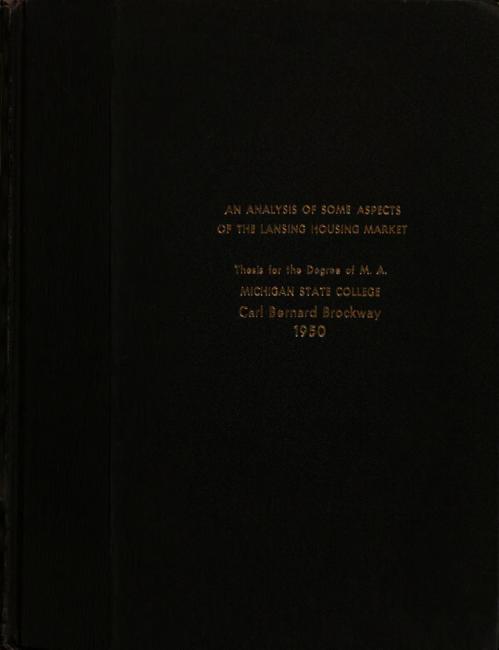 AN ANALYSIS OF SOME ASPECTS
OF THE LANSING HOUSING MARKET
Thesis for the Degree of M. A.
MICHIGAN STATE COLLEGE
Carl Bernard Brockway
1950